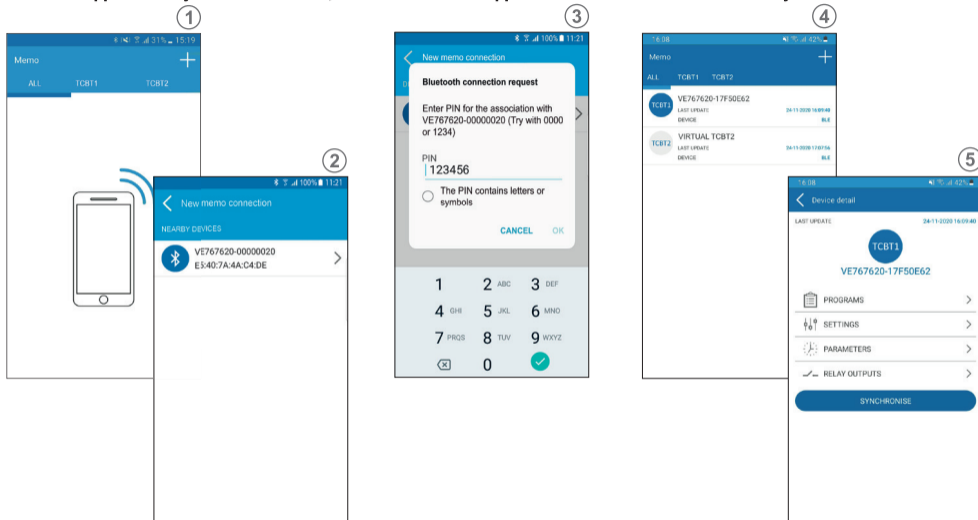 1
31% 15:19
Memo
ALL TCBT1 TCBT2
2
100% 11:21
New memo connection
NEARBY DEVICES
VE767620-00000020
E5:40:7A:4A:C4:DE
3
100% 11:21
New memo connection
Bluetooth connection request
Enter PIN for the association with
VE767620-00000020 (Try with 0000
or 1234)
PIN
123456
The PIN contains letters or
symbols
CANCEL OK
1 2 ABC 3 DEF
4 GHI 5 JKL 6 MNO
7 PRQS 8 TUV 9 WXYZ
0
4
16:08 42%
Memo
ALL TCBT1 TCBT2
TCBT1
VE767620-17F50E62
LAST UPDATE 24-11-2020 16:09:40
DEVICE BLE
TCBT2
VIRTUAL TCBT2
LAST UPDATE
DEVICE BLE
5
16:08 42%
Device detail
LAST UPDATE 24-11-2020 16:09:40
TCBT1
VE767620-17F50E62
PROGRAMS
SETTINGS
PARAMETERS
RELAY OUTPUTS
SYNCHRONISE